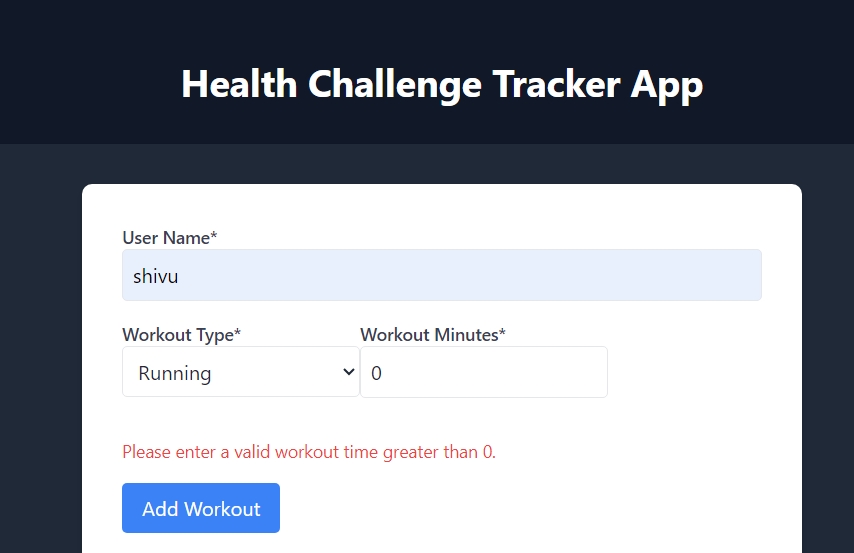 Health Challenge Tracker App
User Name*
shivu
Workout Type* Workout Minutes*
Running 0
Please enter a valid workout time greater than 0.
Add Workout